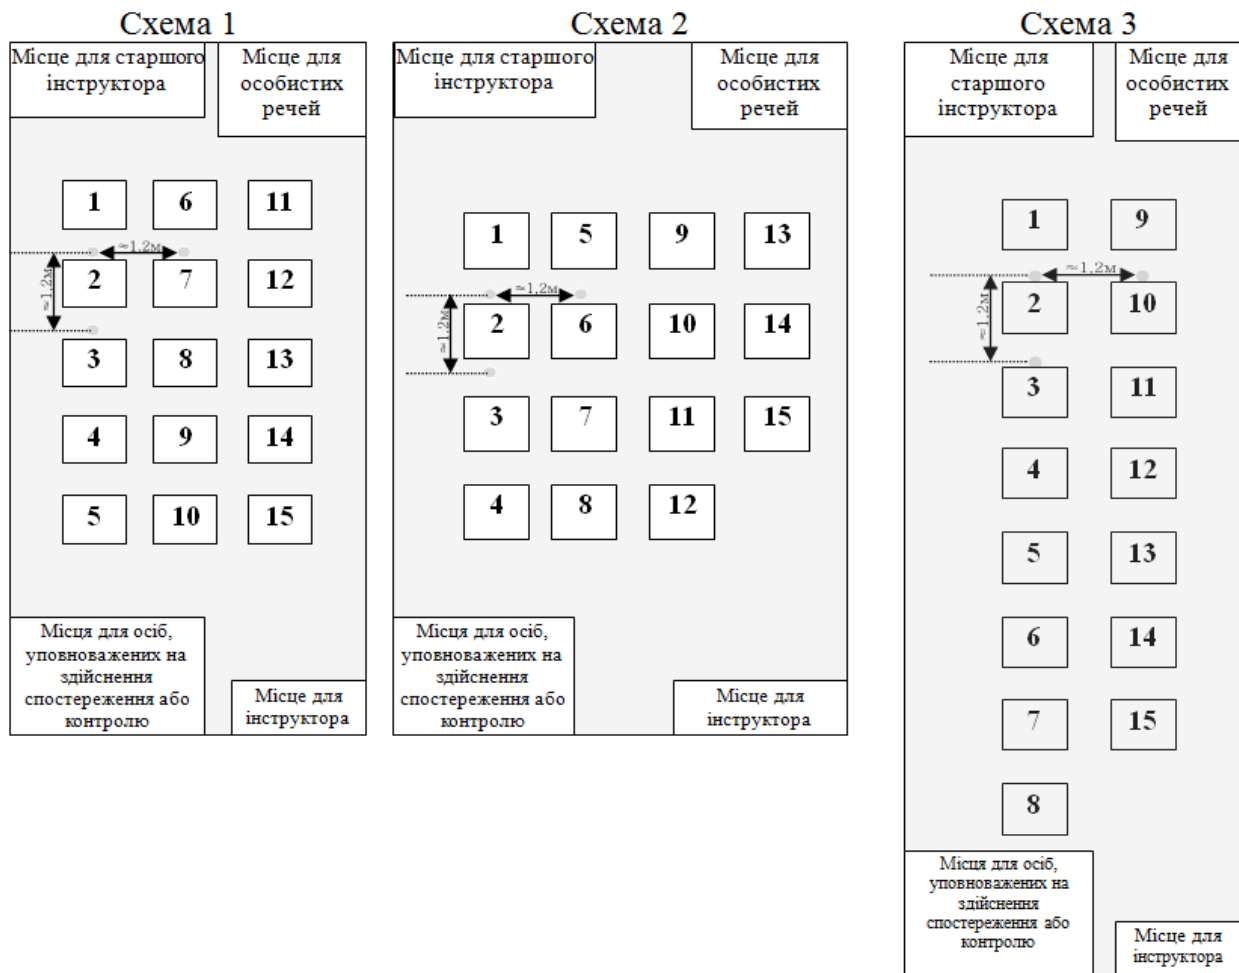 Схема 1
Місце для старшого
інструктора
Місце для
особистих
речей
1 6 11
≈1,2м
2 7 12
≈1,2м
3 8 13
4 9 14
5 10 15
Місця для осіб,
уповноважених на
здійснення
спостереження або
контролю
Місце для
інструктора
Схема 2
Місце для старшого
інструктора
Місце для
особистих
речей
1 5 9 13
≈1,2м
2 6 10 14
≈1,2м
3 7 11 15
4 8 12
Місця для осіб,
уповноважених на
здійснення
спостереження або
контролю
Місце для
інструктора
Схема 3
Місце для
старшого
інструктора
Місце для
особистих
речей
1 9
≈1,2м
2 10
≈1,2м
3 11
4 12
5 13
6 14
7 15
8
Місця для осіб,
уповноважених на
здійснення
спостереження або
контролю
Місце для
інструктора